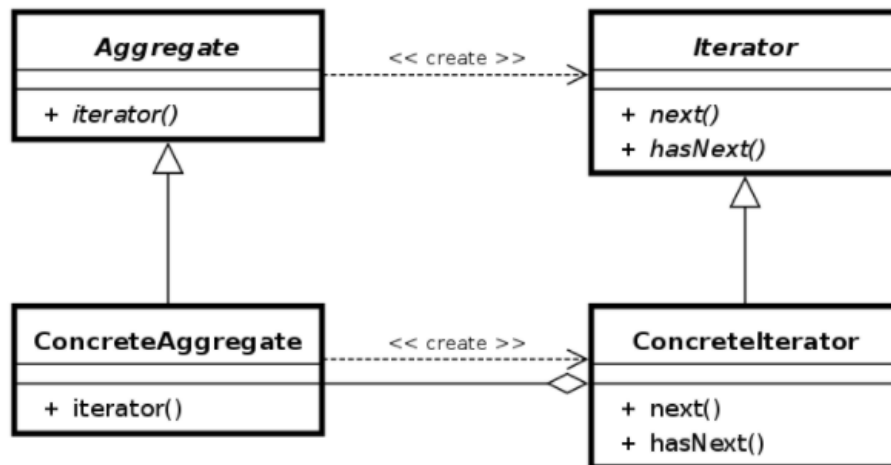 Aggregate
<< create >>
Iterator
+ iterator()
+ next()
+ hasNext()
ConcreteAggregate
<< create >>
ConcreteIterator
+ iterator()
+ next()
+ hasNext()